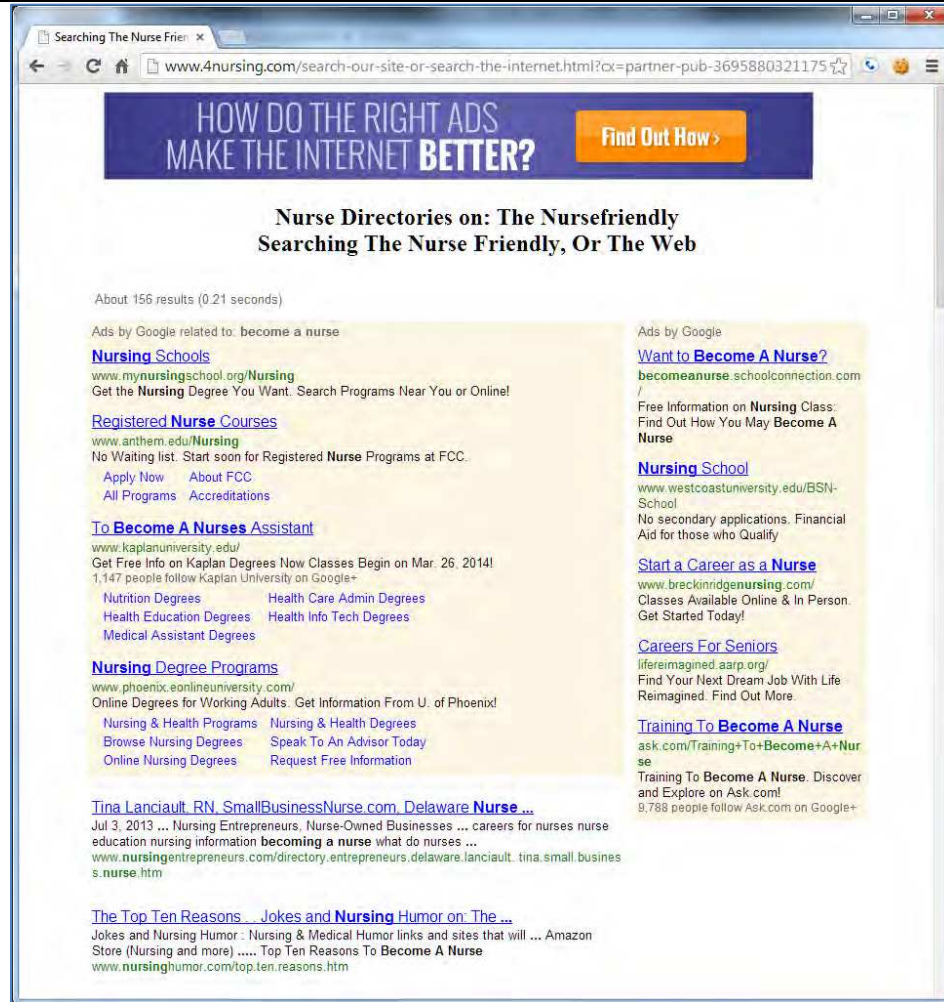 Searching The Nurse Frien
www.4nursing.com/search-our-site-or-search-the-internet.html?cx=partner-pub-3695880321175
HOW DO THE RIGHT ADS
MAKE THE INTERNET BETTER?
Find Out How ›
Nurse Directories on: The Nursefriendly
Searching The Nurse Friendly, Or The Web
About 156 results (0.21 seconds)
Ads by Google related to: become a nurse
Nursing Schools
www.mynursingschool.org/Nursing
Get the Nursing Degree You Want. Search Programs Near You or Online!
Registered Nurse Courses
www.anthem.edu/Nursing
No Waiting list. Start soon for Registered Nurse Programs at FCC.
Apply Now About FCC
All Programs Accreditations
To Become A Nurses Assistant
www.kaplanuniversity.edu/
Get Free Info on Kaplan Degrees Now Classes Begin on Mar. 26, 2014!
1,147 people follow Kaplan University on Google+
Nutrition Degrees Health Care Admin Degrees
Health Education Degrees Health Info Tech Degrees
Medical Assistant Degrees
Nursing Degree Programs
www.phoenix.eonlineuniversity.com/
Online Degrees for Working Adults. Get Information From U. of Phoenix!
Nursing & Health Programs Nursing & Health Degrees
Browse Nursing Degrees Speak To An Advisor Today
Online Nursing Degrees Request Free Information
Tina Lanciault, RN, SmallBusinessNurse.com, Delaware Nurse ...
Jul 3, 2013 ... Nursing Entrepreneurs, Nurse-Owned Businesses ... careers for nurses nurse
education nursing information becoming a nurse what do nurses ...
www.nursingentrepreneurs.com/directory.entrepreneurs.delaware.lanciault. tina.small.busines
s.nurse.htm
The Top Ten Reasons . . Jokes and Nursing Humor on: The ...
Jokes and Nursing Humor : Nursing & Medical Humor links and sites that will ... Amazon
Store (Nursing and more) ..... Top Ten Reasons To Become A Nurse
www.nursinghumor.com/top.ten.reasons.htm
Ads by Google
Want to Become A Nurse?
becomeanurse.schoolconnection.com
/
Free Information on Nursing Class:
Find Out How You May Become A
Nurse
Nursing School
www.westcoastuniversity.edu/BSN-
School
No secondary applications. Financial
Aid for those who Qualify
Start a Career as a Nurse
www.breckinridgenursing.com/
Classes Available Online & In Person.
Get Started Today!
Careers For Seniors
lifereimagined.aarp.org/
Find Your Next Dream Job With Life
Reimagined. Find Out More.
Training To Become A Nurse
ask.com/Training+To+Become+A+Nur
se
Training To Become A Nurse. Discover
and Explore on Ask.com!
9,788 people follow Ask.com on Google+